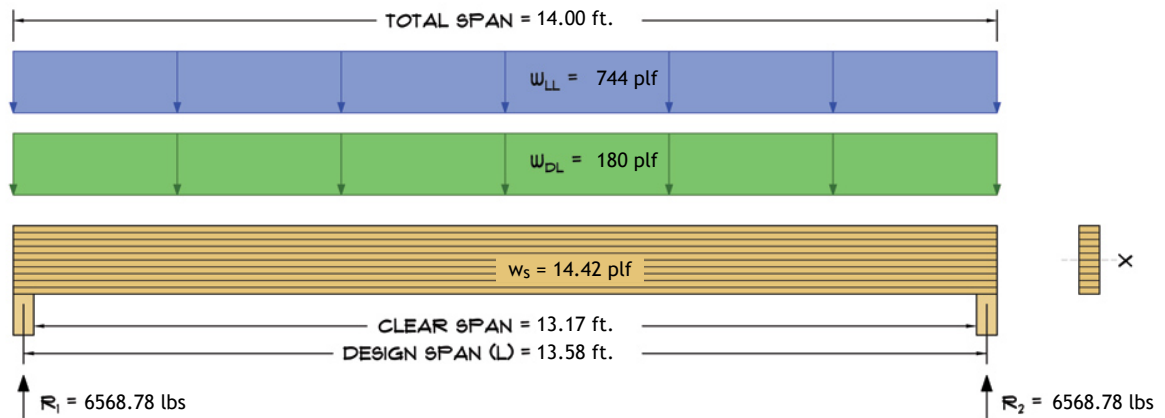 TOTAL SPAN = 14.00 ft.
WLL = 744 plf
WDL = 180 plf
ws = 14.42 plf
X
CLEAR SPAN = 13.17 ft.
DESIGN SPAN (L) = 13.58 ft.
R1 = 6568.78 lbs
R2 = 6568.78 lbs